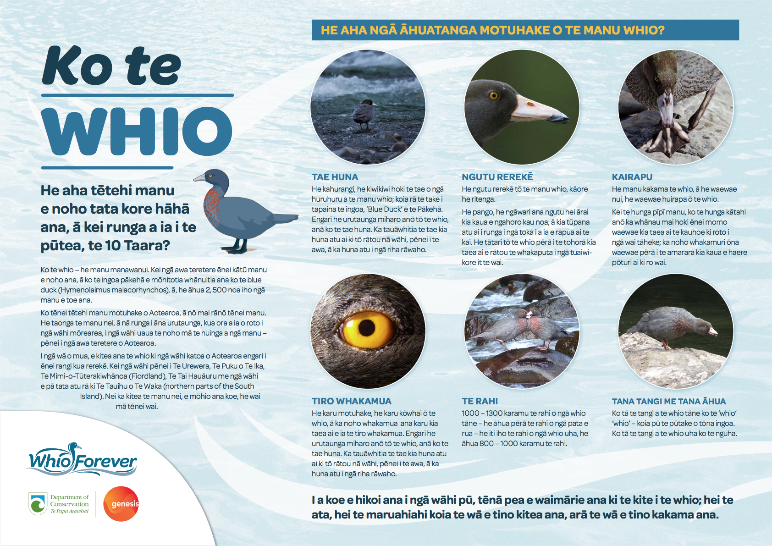 Ko te
WHIO
He aha tētehi manu
e noho tata kore hāhā
ana, ā kei runga a ia i te
pūtea, te 10 Taara?
Ko te whio – he manu manawanui. Kei ngā awa teretere ēnei kātū manu
e noho ana, ā ko te ingoa pākehā e mōhitotia whānuitia ana ko te blue
duck (Hymenolaimus malacorhynchos), ā, he āhua 2, 500 noa iho ngā
manu e toe ana.
Ko tēnei tētehi manu motuhake o Aotearoa, ā nō mai rānō tēnei manu.
He taonga te manu nei, ā nā runga i āna urutaunga, kua ora a ia o roto i
ngā wāhi mōrearea, i ngā wāhi uaua te noho mā te nuinga a ngā manu –
pēnei i ngā awa teretere o Aotearoa.
I ngā wā o mua, e kitea ana te whio ki ngā wāhi katoa o Aotearoa engari i
ēnei rangi kua rerekē. Kei ngā wāhi pēnei i Te Urewera, Te Puku o Te Ika,
Te Mimi-o-Tūterakiwhānoa (Fiordland), Te Tai Hauāuru me ngā wāhi
e pā tata atu rā ki Te Tauihu o Te Waka (northern parts of the South
Island). Nei ka kitea te manu nei, e mōhio ana koe, he wai
mā tēnei wai.
Whio Forever
Department of
Conservation
Te Papa Atawhai
genesis
HE AHA NGĀ ĀHUATANGA MOTUHAKE O TE MANU WHIO?
TAE HUNA
He kahurangi, he kiwikiwi hoki te tae o ngā
huruhuru o te manu whio; koia rā te take i
tapaina te ingoa, 'Blue Duck' e te Pākehā.
Engari he urutaunga miharo anō tō te whio,
anā ko te tae huna. Ka tauāwhitia te tae kia
huna atu ai ki tō rātou nā wāhi, pēnei i te
awa, ā ka huna atu i ngā riha rāwaho.
NGUTU REREKĒ
He ngutu rerekē tō te manu whio, kāore
he ritenga.
He pango, he ngāwari ana ngutu nei ārai
kia kaua e ngahoro kau noa, ā kia tūpana
atu ai i runga i ngā toka i a ia e rapua ai te
kai. He tātari tō te whio pērā i te tohorā kia
taea ai e ratou te whakaputa i ngā tuaiwi-
kore it te wai.
KAIRAPU
He manu kakama te whio, ā he waewae
nui, he waewae huirapa ō te whio.
Kei te hunga pīpī manu, ko te hunga kātahi
anō ka whānau mai hoki ēnei momo
waewae kia taea ai te kauhoe ki roto i
ngā wai tāheke; ka noho whakamuri ōna
waewae pērā i te amarara kia kaua e haere
pōturi ai ki ro wai.
TIRO WHAKAMUA
He karu motuhake, he karu kōwhai ō te
whio, ā ka noho whakamua ana karu kia
taea ai e ia te tiro whakamua. Engari he
urutaunga miharo anō tō te whio, anā ko te
tae huna. Ka tauāwhitia te tae kia huna atu
ai ki tō rātou nā wāhi, pēnei i te awa, ā ka
huna atu i ngā riha rāwaho.
TE RAHI
1000 – 1300 karamu te rahi o ngā whio
tāne – he āhua pērā te rahi o ngā pata e
rua – he iti iho te rahi o ngā whio uha, he
āhua 800 – 1000 karamu te rahi.
TANA TANGI ME TANA ĀHUA
Ko tā te tangi a te whio tāne ko te 'whio'
'whio' – koia pū te pūtake o tōna ingoa.
Ko tā te tangi a te whio uha ko te nguha.
I a koe e hikoi ana i ngā wāhi pū, tēnā pea e waimārie ana ki te kite i te whio; hei te
ata, hei te maruahiahi koia te wā e tino kitea ana, arā te wā e tino kakama ana.